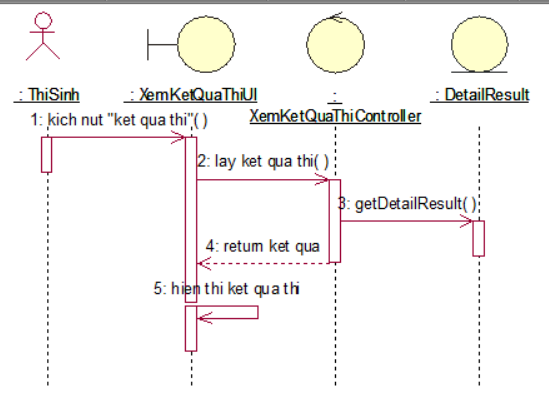 : ThiSinh
: XemKetQuaThiUI
:
XemKetQuaThiController
: DetailResult
1: kich nut "ket qua thi"( )
2: lay ket qua thi( )
3: getDetailResult( )
4: return ket qua
5: hien thi ket qua thi